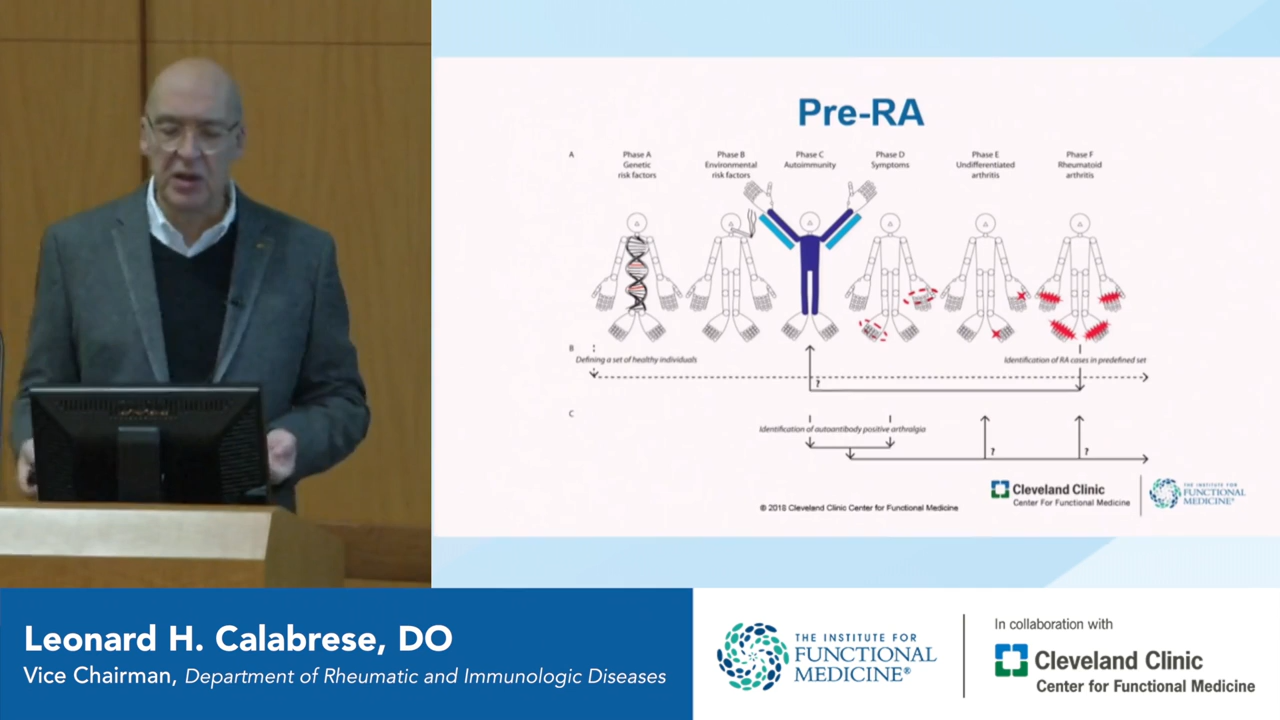 Pre-RA
A
Phase A
Genetic
risk factors
Phase B
Environmental
risk factors
Phase C
Autoimmunity
Phase D
Symptoms
Phase E
Undifferentiated
arthritis
Phase F
Rheumatoid
arthritis
B
Defining a set of healthy individuals
Identification of RA cases in predefined set
?
C
Identification of autoantibody positive arthralgia
?
?
© 2018 Cleveland Clinic Center for Functional Medicine
Cleveland Clinic
Center For Functional Medicine
THE INSTITUTE FOR
FUNCTIONAL
MEDICINE®
Leonard H. Calabrese, DO
Vice Chairman, Department of Rheumatic and Immunologic Diseases
THE INSTITUTE FOR
FUNCTIONAL
MEDICINE®
In collaboration with
Cleveland Clinic
Center for Functional Medicine